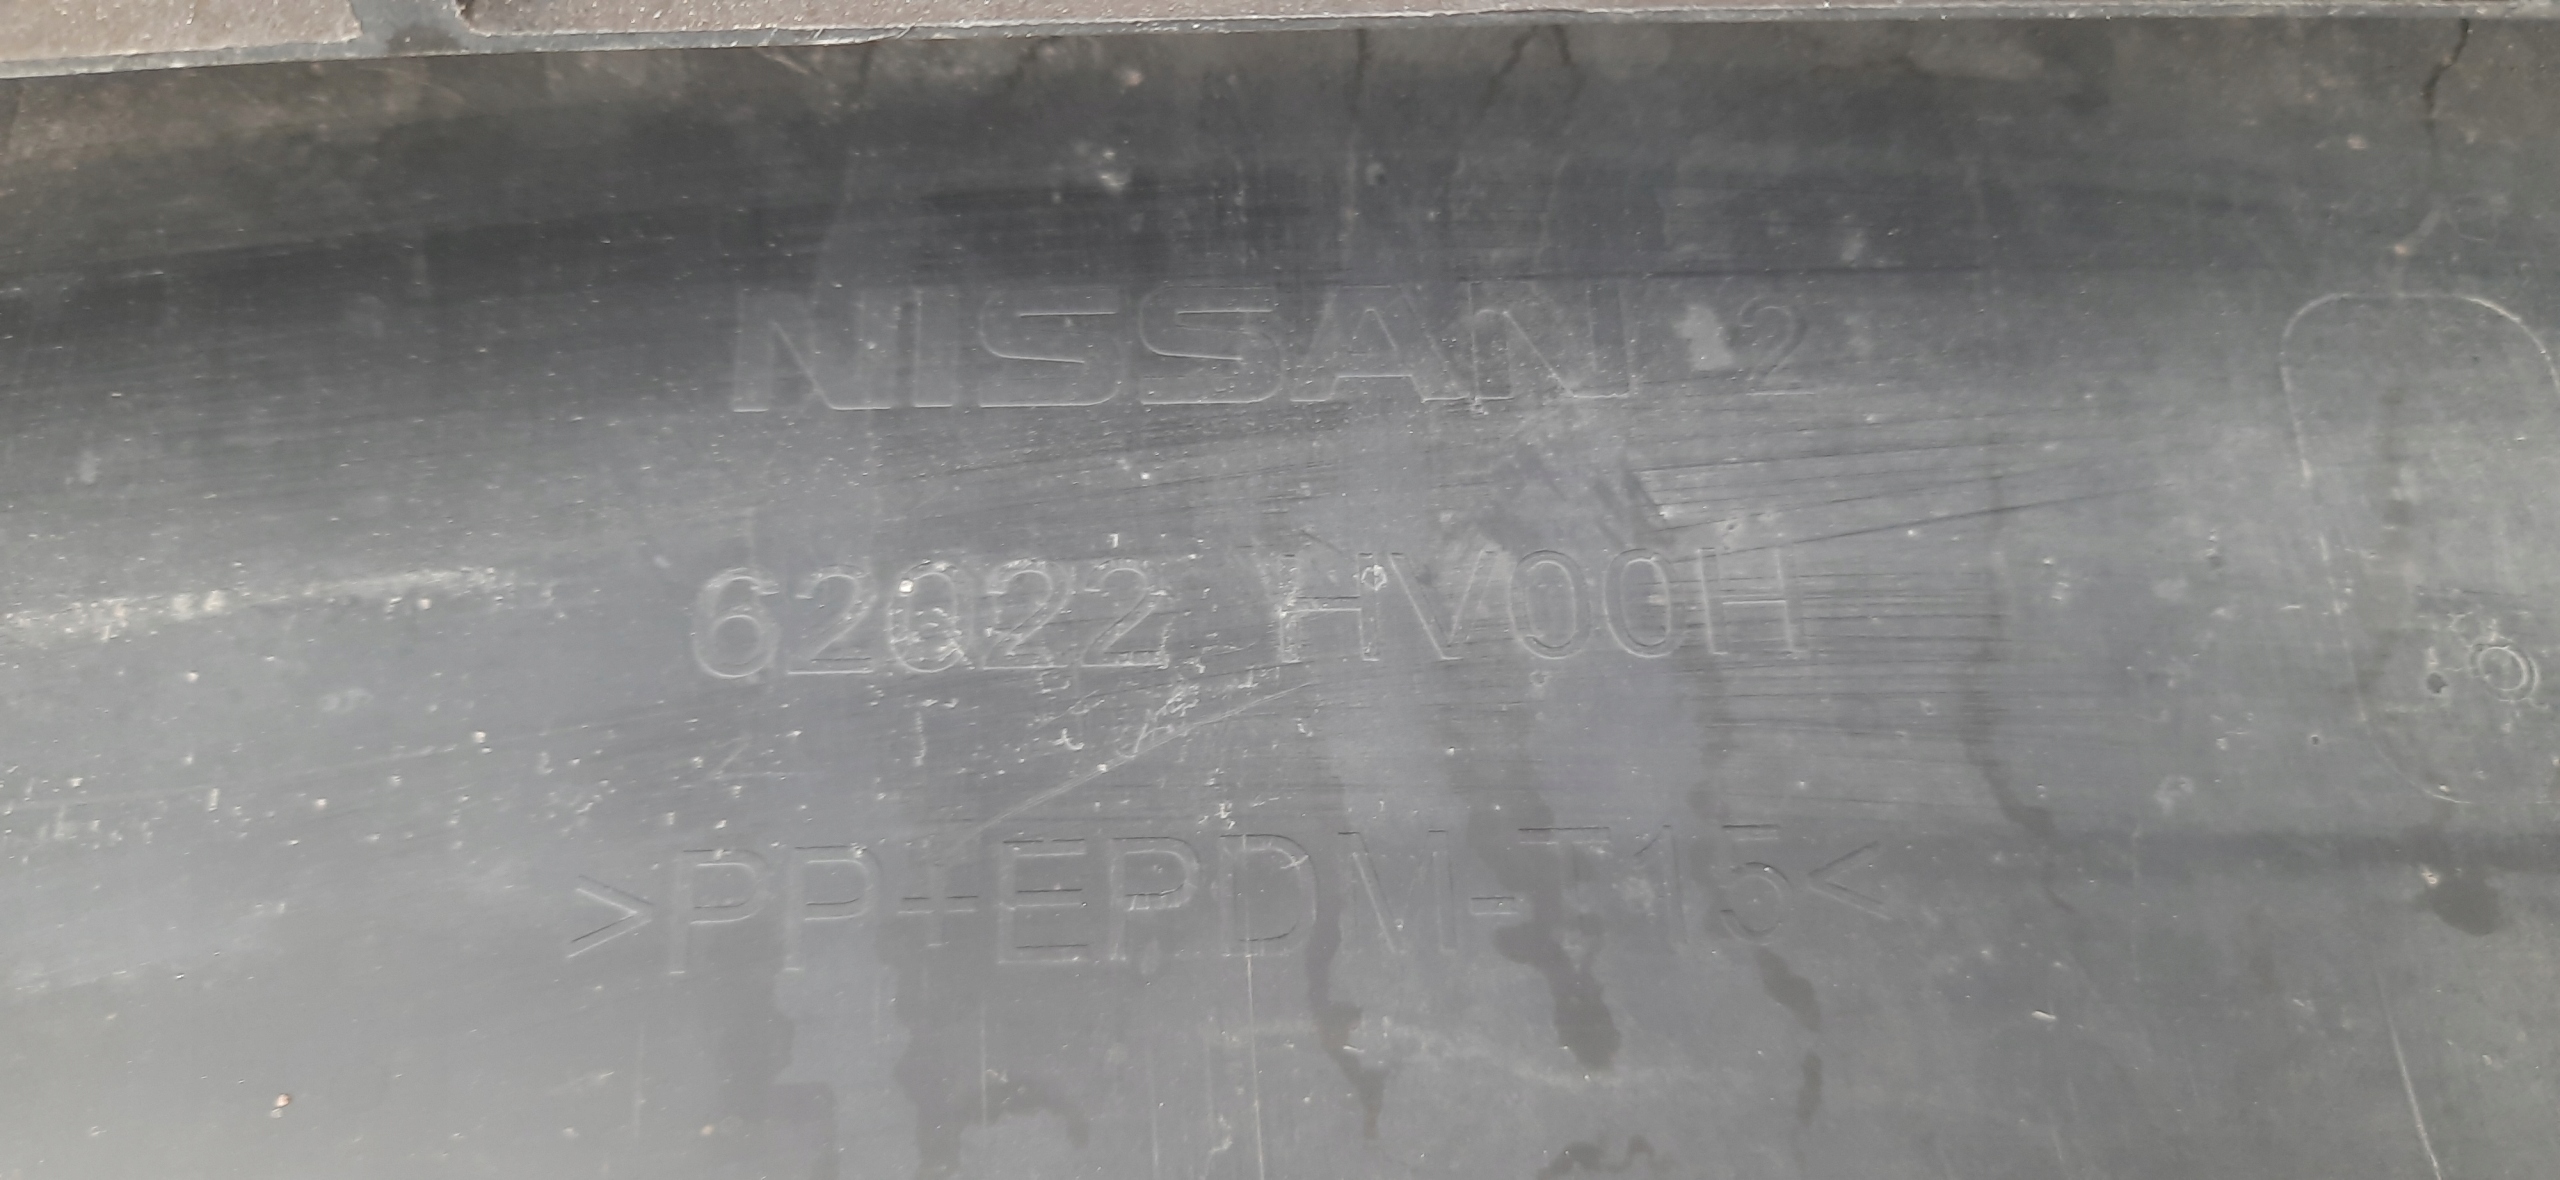 NISSAN 2
62022 HV00H
>PP+EPDM-T15<